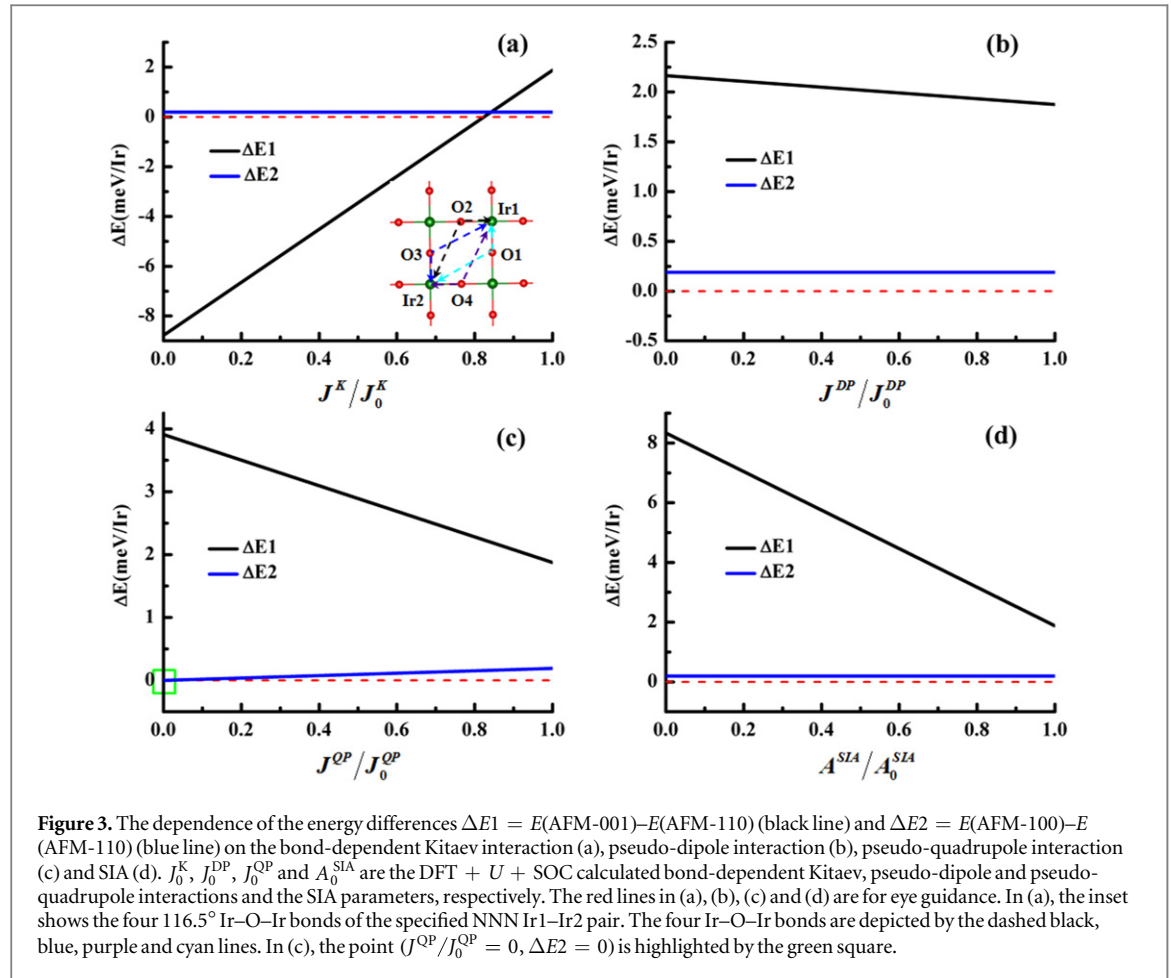 (a)
2
0
-2
-4
-6
-8
ΔE(meV/Ir)
ΔE1
ΔE2
O2
Ir1
O3
O1
Ir2
O4
0.0 0.2 0.4 0.6 0.8 1.0
J^K/J_0^K
(b)
2.5
2.0
1.5
1.0
0.5
0.0
-0.5
ΔE(meV/Ir)
ΔE1
ΔE2
0.0 0.2 0.4 0.6 0.8 1.0
J^DP/J_0^DP
(c)
4
3
2
1
0
ΔE(meV/Ir)
ΔE1
ΔE2
0.0 0.2 0.4 0.6 0.8 1.0
J^QP/J_0^QP
(d)
8
6
4
2
0
ΔE(meV/Ir)
ΔE1
ΔE2
0.0 0.2 0.4 0.6 0.8 1.0
A^SIA/A_0^SIA
Figure 3. The dependence of the energy differences ΔE1 = E(AFM-001)–E(AFM-110) (black line) and ΔE2 = E(AFM-100)–E
(AFM-110) (blue line) on the bond-dependent Kitaev interaction (a), pseudo-dipole interaction (b), pseudo-quadrupole interaction
(c) and SIA (d). J_0^K, J_0^DP, J_0^QP and A_0^SIA are the DFT + U + SOC calculated bond-dependent Kitaev, pseudo-dipole and pseudo-
quadrupole interactions and the SIA parameters, respectively. The red lines in (a), (b), (c) and (d) are for eye guidance. In (a), the inset
shows the four 116.5° Ir–O–Ir bonds of the specified NNN Ir1–Ir2 pair. The four Ir–O–Ir bonds are depicted by the dashed black,
blue, purple and cyan lines. In (c), the point (J^QP/J_0^QP = 0, ΔE2 = 0) is highlighted by the green square.